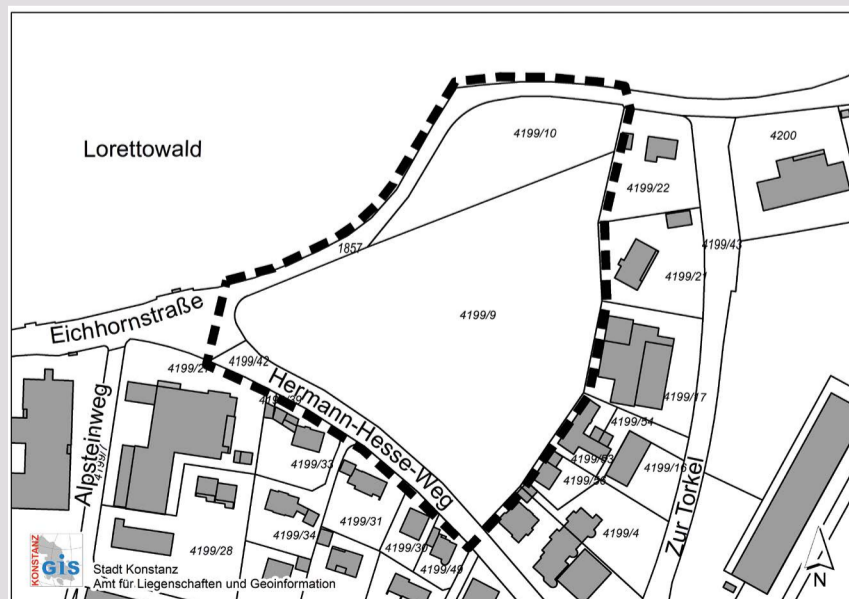 4199/10
4200
Lorettowald
4199/22
1857
4199/43
4199/21
Eichhornstraße
4199/9
4199/42
4199/17
Hermann-Hesse-Weg
Alpsteinweg
4199/54
4199/33
4199/53
4199/16
4199/31
4199/34
4199/4
Zur Torkel
4199/28
4199/30
4199/49
KONSTANZ
GIS
Stadt Konstanz
Amt für Liegenschaften und Geoinformation
N